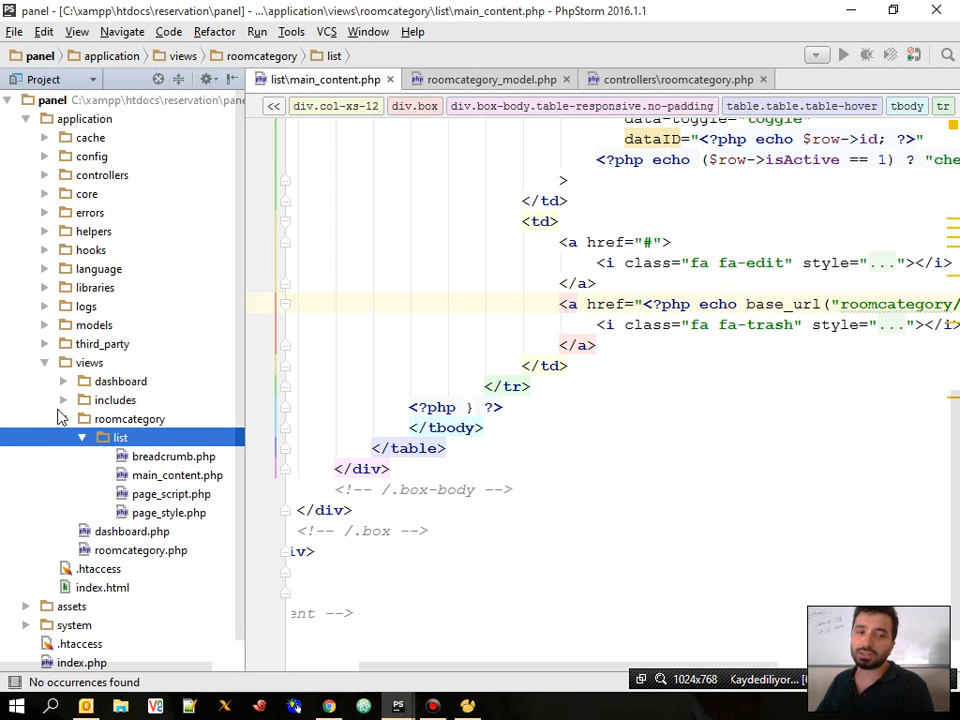 panel - [C:\xampp\htdocs\reservation\panel] - ...\application\views\roomcategory\list\main_content.php - PhpStorm 2016.1.1
File Edit View Navigate Code Refactor Run Tools VCS Window Help
panel application views roomcategory list
Project
list\main_content.php roomcategory_model.php controllers\roomcategory.php
panel (C:\xampp\htdocs\reservation\pane
<< div.col-xs-12 div.box div.box-body.table-responsive.no-padding table.table.table-hover tbody tr
application
cache
config
controllers
core
errors
helpers
hooks
language
libraries
logs
models
third_party
views
dashboard
includes
roomcategory
list
breadcrumb.php
main_content.php
page_script.php
page_style.php
dashboard.php
roomcategory.php
.htaccess
index.html
assets
system
.htaccess
index.php
data-toggle="toggle"
dataID="<?php echo $row->id; ?>"
<?php echo ($row->isActive == 1) ? "che
>
</td>
<td>
<a href="#">
<i class="fa fa-edit" style="..."></i>
</a>
<a href="<?php echo base_url("roomcategory/
<i class="fa fa-trash" style="..."></i>
</a>
</td>
</tr>
<?php } ?>
</tbody>
</table>
</div>
<!-- /.box-body -->
</div>
<!-- /.box -->
iv>
ent -->
No occurrences found
1024x768 Kaydediliyor...